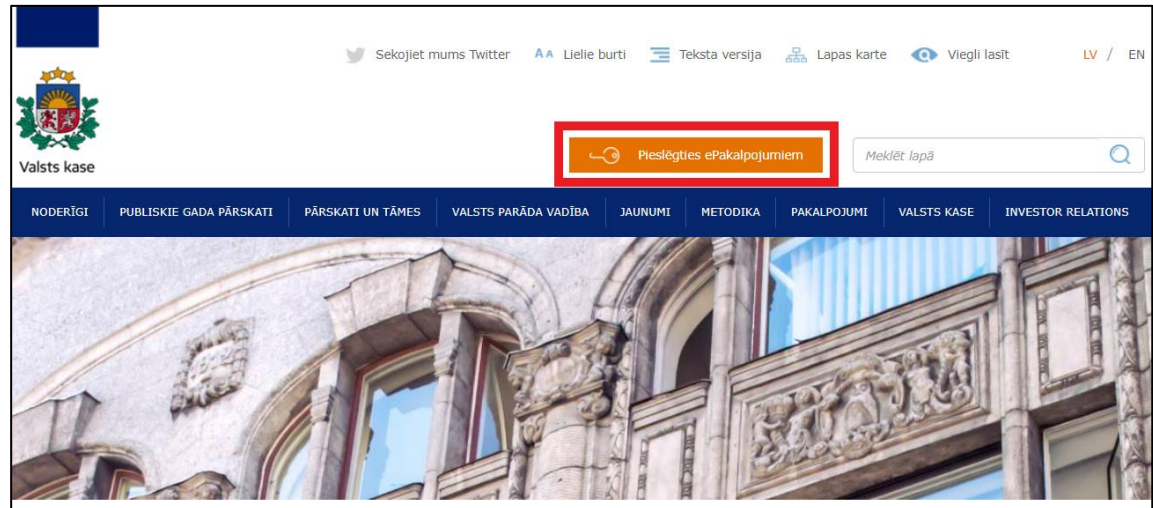 Sekojiet mums Twitter AA Lielie burti Teksta versija Lapas karte Viegli lasīt LV / EN
Valsts kase
Pieslēgties ePakalpojumiem
Meklēt lapā
NODERĪGI PUBLISKIE GADA PĀRSKATI PĀRSKATI UN TĀMES VALSTS PARĀDA VADĪBA JAUNUMI METODIKA PAKALPOJUMI VALSTS KASE INVESTOR RELATIONS